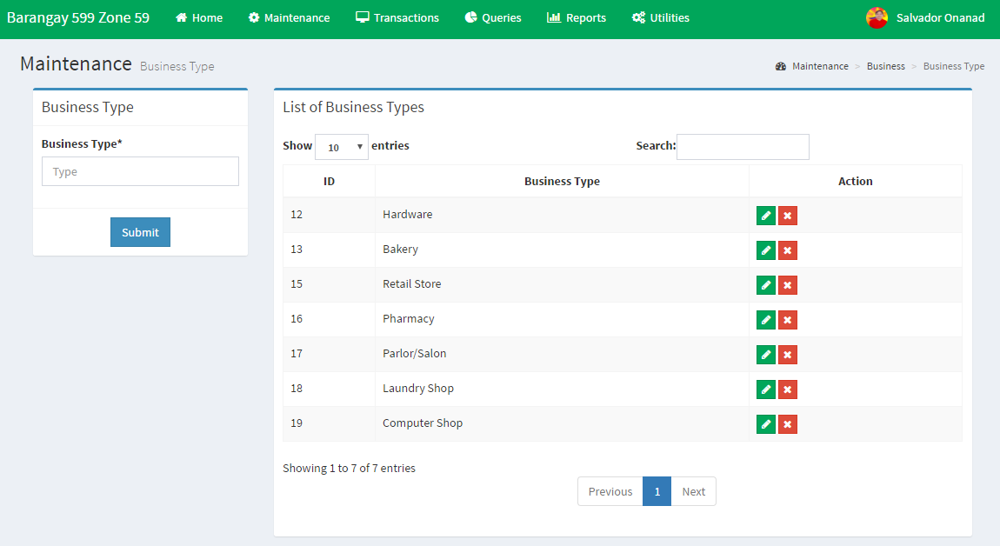 Barangay 599 Zone 59 Home Maintenance Transactions Queries Reports Utilities Salvador Onanad
Maintenance Business Type Maintenance > Business > Business Type
Business Type
Business Type*
Type
Submit
List of Business Types
Show 10 entries Search:
ID Business Type Action
12 Hardware
13 Bakery
15 Retail Store
16 Pharmacy
17 Parlor/Salon
18 Laundry Shop
19 Computer Shop
Showing 1 to 7 of 7 entries
Previous 1 Next